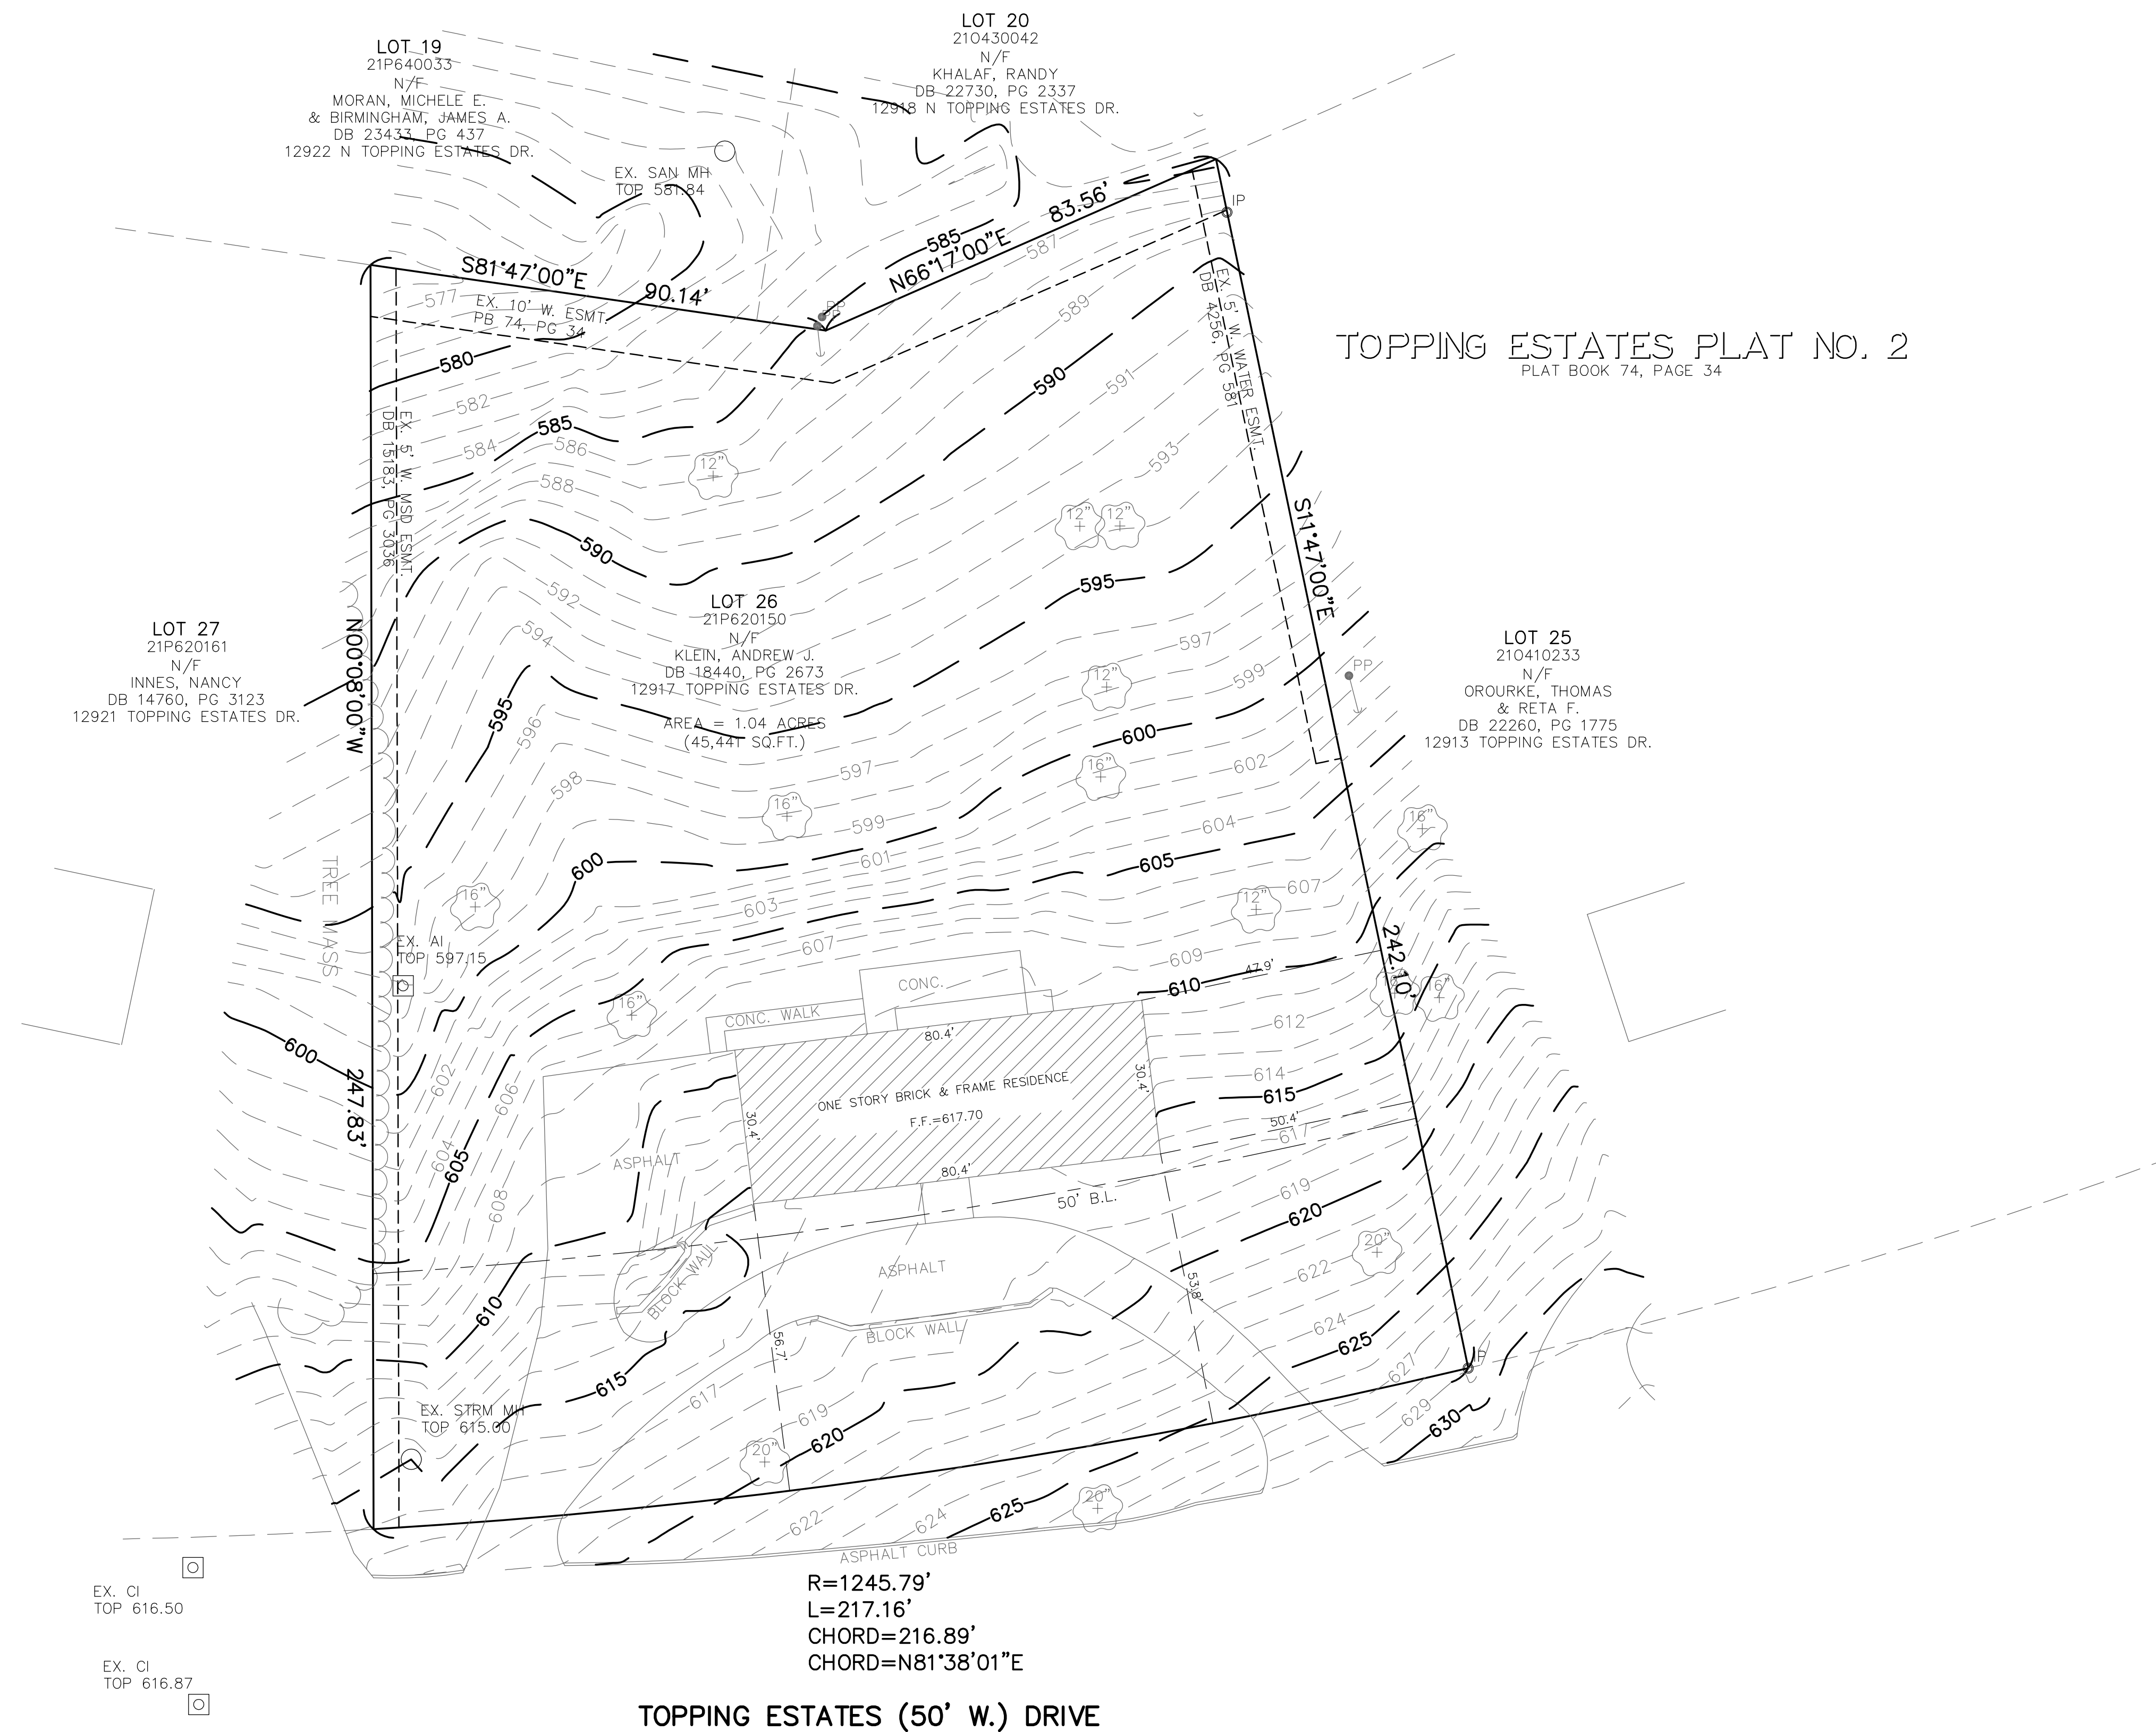 LOT 19
21P640033
N/F
MORAN, MICHELE E.
& BIRMINGHAM, JAMES A.
DB 23433, PG 437
12922 N TOPPING ESTATES DR.
LOT 20
21O430042
N/F
KHALAF, RANDY
DB 22730, PG 2337
12918 N TOPPING ESTATES DR.
EX. SAN MH
TOP 581.84
S81°47'00"E
90.14'
585
N66°17'00"E
83.56'
587
IP
577
EX. 10' W. ESMT.
PB 74, PG 34
PP
EX. 5' W. WATER ESMT.
DB 4256, PG 581
TOPPING ESTATES PLAT NO. 2
PLAT BOOK 74, PAGE 34
580
582
584
585
586
588
589
590
591
593
EX. 5' W. MSD ESMT.
DB 15183, PG 3036
12"
12"
12"
590
592
594
595
S11°47'00"E
LOT 26
21P620150
N/F
KLEIN, ANDREW J.
DB 18440, PG 2673
12917 TOPPING ESTATES DR.
AREA = 1.04 ACRES
(45,441 SQ.FT.)
LOT 27
21P620161
N/F
INNES, NANCY
DB 14760, PG 3123
12921 TOPPING ESTATES DR.
N00°08'00"W
LOT 25
21O410233
N/F
OROURKE, THOMAS
& RETA F.
DB 22260, PG 1775
12913 TOPPING ESTATES DR.
PP
597
599
12"
595
596
598
597
600
602
16"
16"
599
601
600
604
605
16"
607
12"
16"
603
607
609
TREE MASS
EX. AI
TOP 597.15
242.10'
47.9'
610
16"
16"
CONC.
CONC. WALK
80.4'
612
600
602
606
604
605
608
247.83'
ONE STORY BRICK & FRAME RESIDENCE
F.F.=617.70
30.4'
30.4'
80.4'
614
615
50.4'
617
ASPHALT
50' B.L.
619
620
20"
622
ASPHALT
BLOCK WALL
BLOCK WALL
53.8'
56.7'
610
615
617
619
620
624
625
627
629
630
IP
EX. STRM MH
TOP 615.00
20"
20"
622
624
625
ASPHALT CURB
EX. CI
TOP 616.50
EX. CI
TOP 616.87
R=1245.79'
L=217.16'
CHORD=216.89'
CHORD=N81°38'01"E
TOPPING ESTATES (50' W.) DRIVE